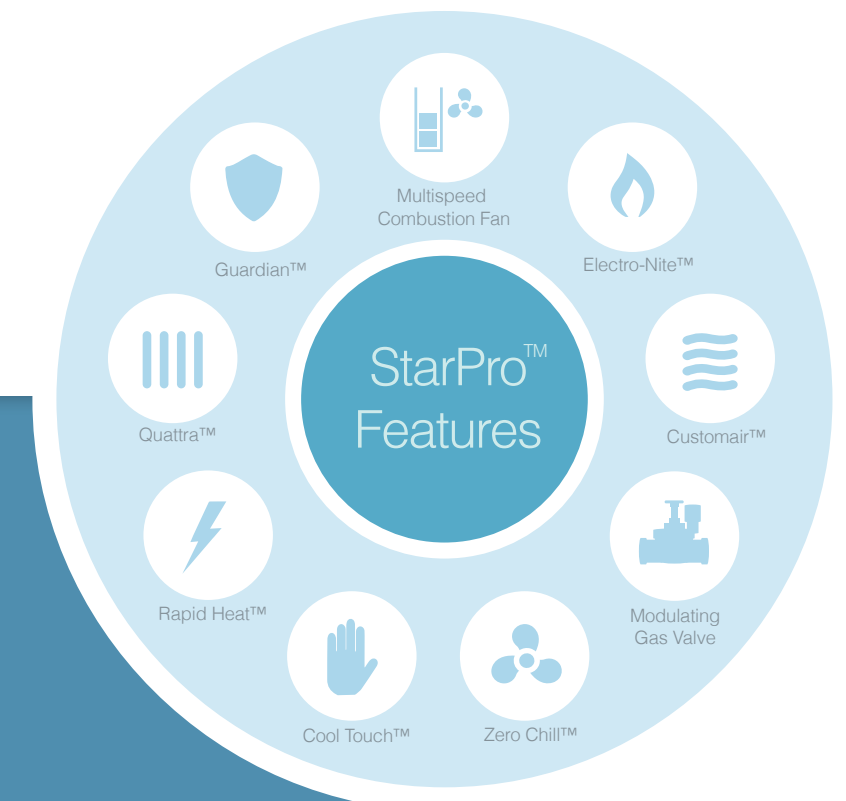 Multispeed
Combustion Fan
Guardian™
Electro-Nite™
StarPro™
Features
Quattra™
Customair™
Rapid Heat™
Modulating
Gas Valve
Cool Touch™
Zero Chill™